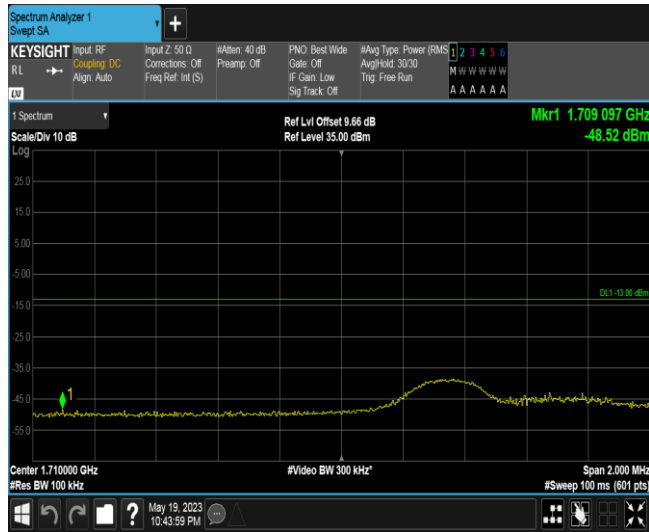 Spectrum Analyzer 1
Swept SA
+
KEYSIGHT
RL
LXI
Input: RF
Coupling: DC
Align: Auto
Input Z: 50 Ω
Corrections: Off
Freq Ref: Int (S)
#Atten: 40 dB
Preamp: Off
PNO: Best Wide
Gate: Off
IF Gain: Low
Sig Track: Off
#Avg Type: Power (RMS
Avg|Hold: 30/30
Trig: Free Run
1 2 3 4 5 6
M W W W W W
A A A A A A
1 Spectrum
Scale/Div 10 dB
Ref Lvl Offset 9.66 dB
Ref Level 35.00 dBm
Mkr1 1.709 097 GHz
-48.52 dBm
Log
25.0
15.0
5.00
-5.00
DL1 -13.00 dBm
-15.0
-25.0
-35.0
-45.0
1
-55.0
Center 1.710000 GHz
#Video BW 300 kHz*
Span 2.000 MHz
#Res BW 100 kHz
#Sweep 100 ms (601 pts)
?
May 19, 2023
10:43:59 PM